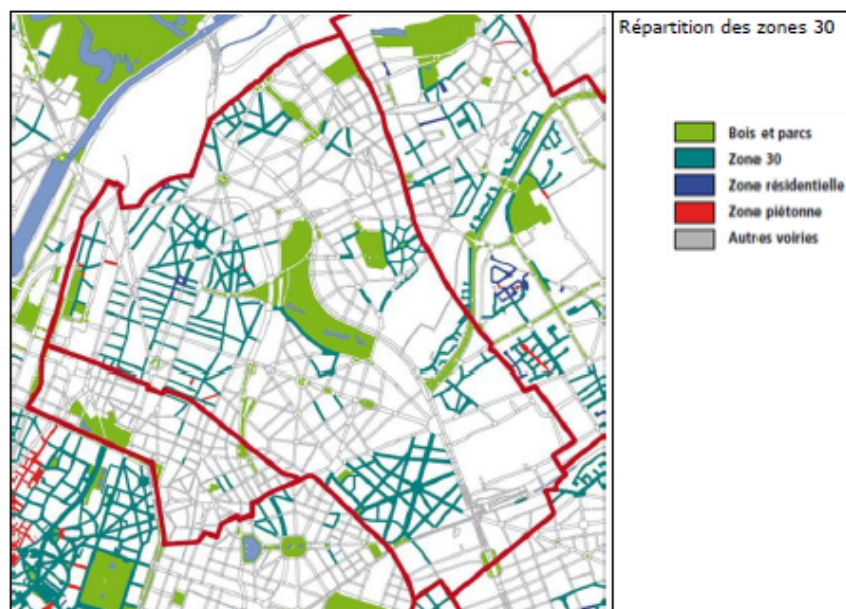 Répartition des zones 30
Bois et parcs
Zone 30
Zone résidentielle
Zone piétonne
Autres voiries